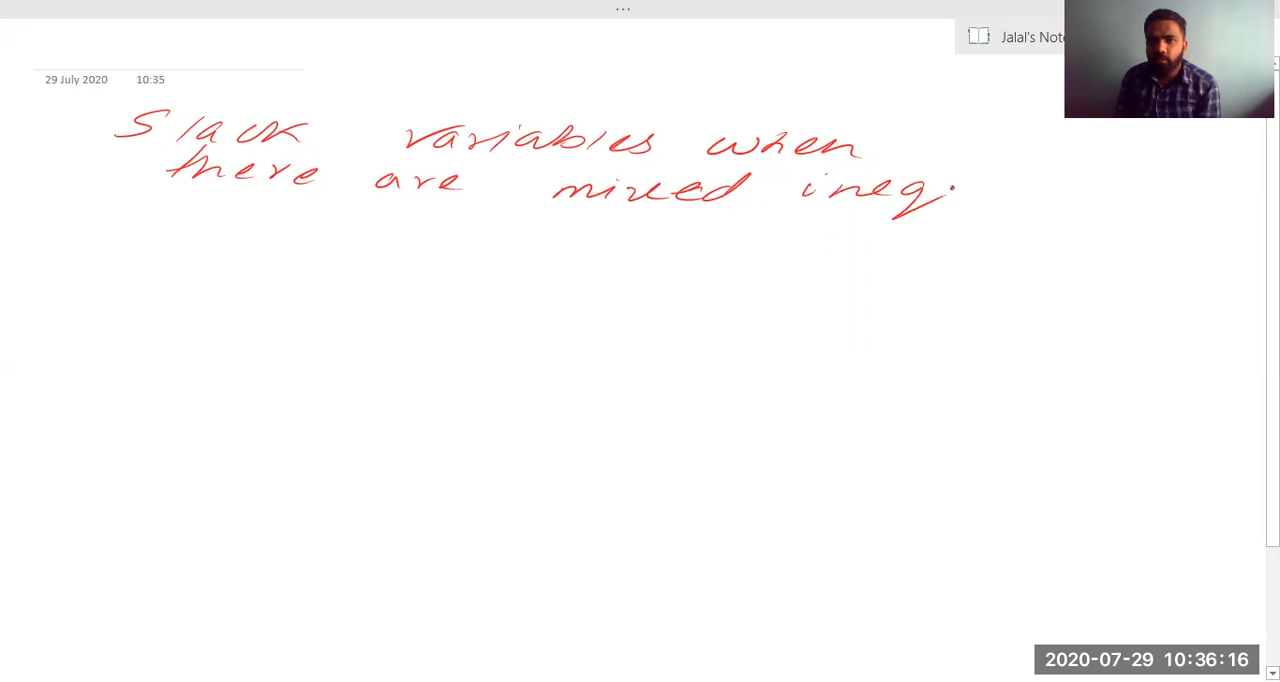 ...
Jalal's Note
29 July 2020 10:35
Slack variables when
there are mixed ineq.
2020-07-29 10:36:16